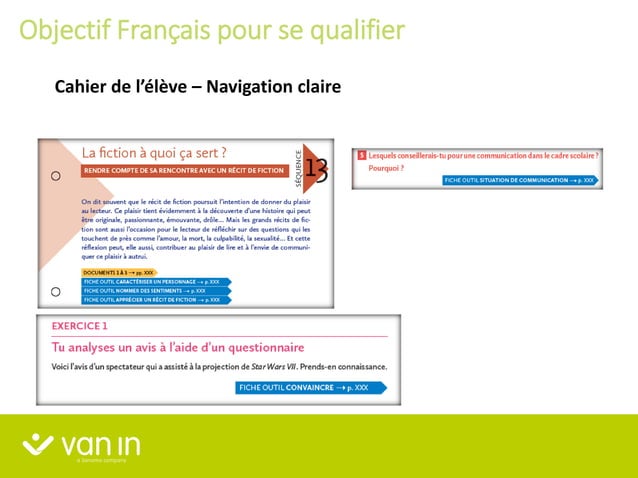 Objectif Français pour se qualifier
Cahier de l’élève – Navigation claire
La fiction à quoi ça sert ?
RENDRE COMPTE DE SA RENCONTRE AVEC UN RÉCIT DE FICTION
SÉQUENCE
13
On dit souvent que le récit de fiction poursuit l’intention de donner du plaisir
au lecteur. Ce plaisir tient évidemment à la découverte d’une histoire qui peut
être originale, passionnante, émouvante, drôle... Mais les grands récits de fic-
tion sont aussi l’occasion pour le lecteur de réfléchir sur des questions qui les
touchent de près comme l’amour, la mort, la culpabilité, la sexualité... Et cette
réflexion peut, elle aussi, contribuer au plaisir de lire et à l’envie de communi-
quer ce plaisir à autrui.
DOCUMENTS 1 À 5 → pp. XXX
FICHE OUTIL CARACTÉRISER UN PERSONNAGE → p. XXX
FICHE OUTIL NOMMER DES SENTIMENTS → p. XXX
FICHE OUTIL APPRÉCIER UN RÉCIT DE FICTION → p. XXX
5 Lesquels conseillerais-tu pour une communication dans le cadre scolaire ?
Pourquoi ?
FICHE OUTIL SITUATION DE COMMUNICATION → p. XXX
EXERCICE 1
Tu analyses un avis à l’aide d’un questionnaire
Voici l’avis d’un spectateur qui a assisté à la projection de Star Wars VII. Prends-en connaissance.
FICHE OUTIL CONVAINCRE → p. XXX
van in
a sanoma company